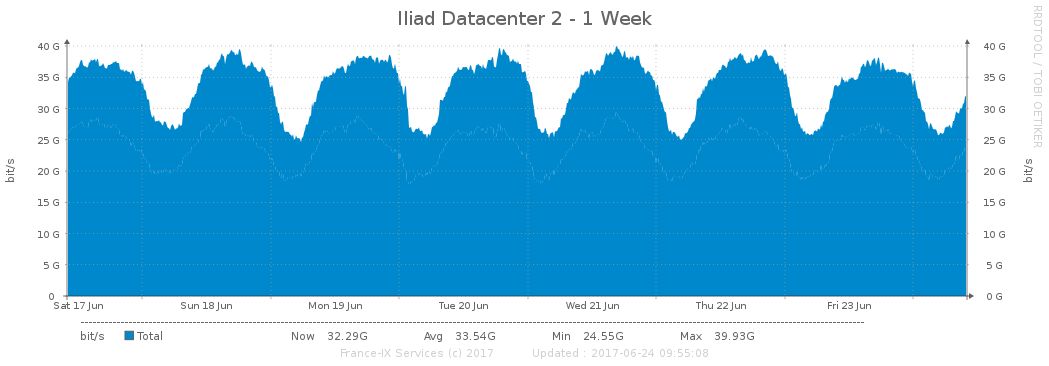 Iliad Datacenter 2 - 1 Week
RRDTOOL / TOBI OETIKER
bit/s
bit/s
40 G 40 G
35 G 35 G
30 G 30 G
25 G 25 G
20 G 20 G
15 G 15 G
10 G 10 G
5 G 5 G
0 0 G
Sat 17 Jun Sun 18 Jun Mon 19 Jun Tue 20 Jun Wed 21 Jun Thu 22 Jun Fri 23 Jun
bit/s Total Now 32.29G Avg 33.54G Min 24.55G Max 39.93G
France-IX Services (c) 2017 Updated : 2017-06-24 09:55:08